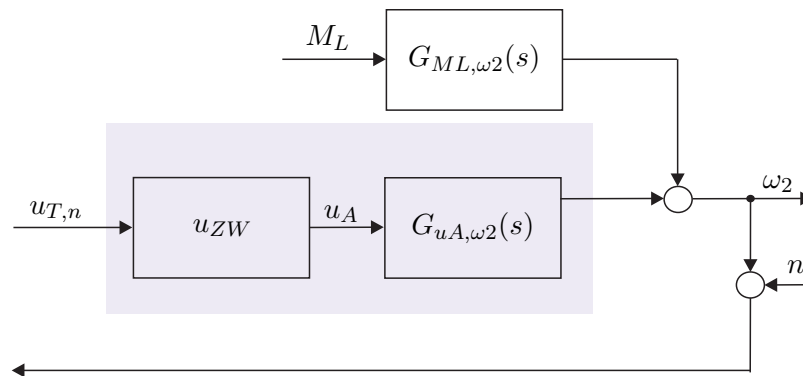 M_L
G_{ML,ω2}(s)
u_{T,n}
u_{ZW}
u_A
G_{uA,ω2}(s)
ω_2
n